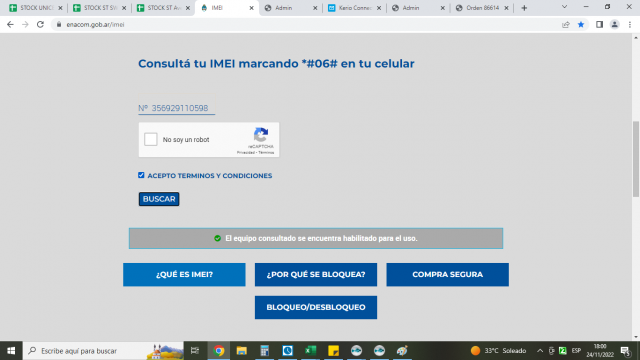 STOCK UNIO
STOCK ST SW
STOCK ST A
IMEI
Admin
Kerio Conne
Admin
Orden 86614
enacom.gob.ar/imei
Consultá tu IMEI marcando *#06# en tu celular
Nº 356929110598
No soy un robot
reCAPTCHA
Privacidad - Términos
ACEPTO TERMINOS Y CONDICIONES
BUSCAR
El equipo consultado se encuentra habilitado para el uso.
¿QUÉ ES IMEI?
¿POR QUÉ SE BLOQUEA?
COMPRA SEGURA
BLOQUEO/DESBLOQUEO
Escribe aquí para buscar
33°C Soleado
ESP
18:00
24/11/2022